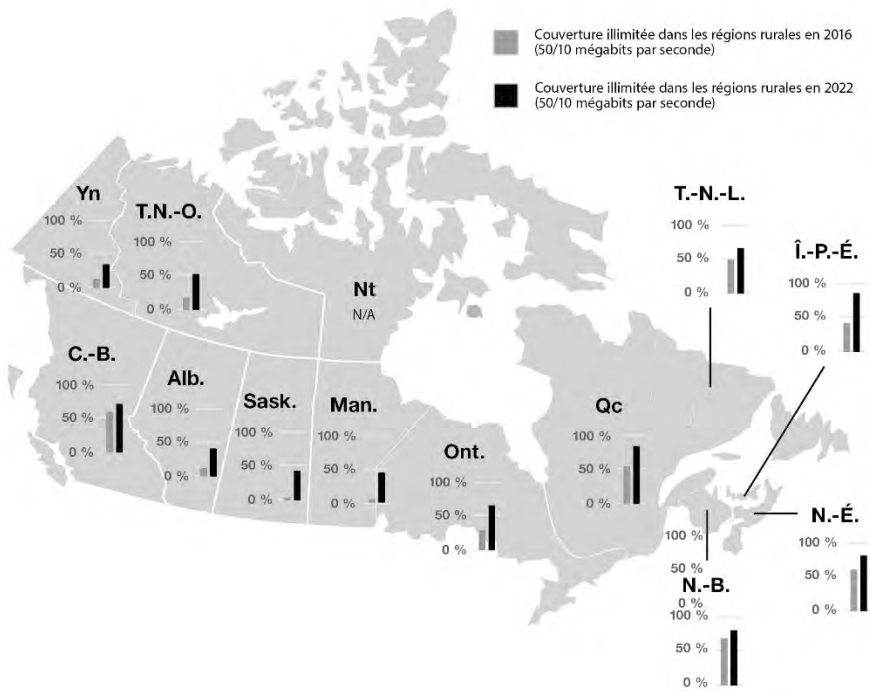 Couverture illimitée dans les régions rurales en 2016
(50/10 mégabits par seconde)
Couverture illimitée dans les régions rurales en 2022
(50/10 mégabits par seconde)
Yn
100 %
50 %
0 %
T.N.-O.
100 %
50 %
0 %
Nt
N/A
T.-N.-L.
100 %
50 %
0 %
Î.-P.-É.
100 %
50 %
0 %
C.-B.
100 %
50 %
0 %
Alb.
100 %
50 %
0 %
Sask.
100 %
50 %
0 %
Man.
100 %
50 %
0 %
Ont.
100 %
50 %
0 %
Qc
100 %
50 %
0 %
N.-É.
100 %
50 %
0 %
100 %
50 %
0 %
N.-B.
100 %
50 %
0 %